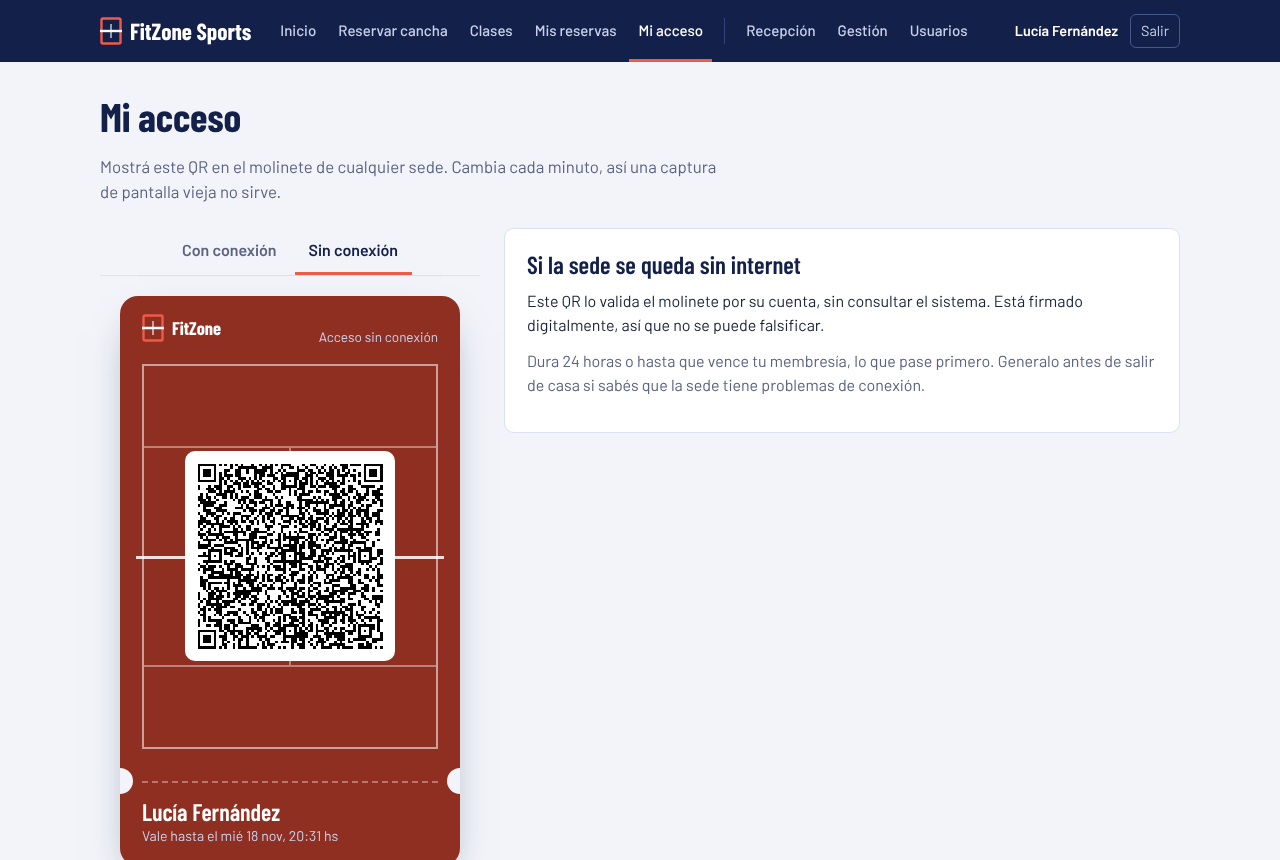 FitZone Sports
Inicio
Reservar cancha
Clases
Mis reservas
Mi acceso
Recepción
Gestión
Usuarios
Lucía Fernández
Salir
Mi acceso
Mostrá este QR en el molinete de cualquier sede. Cambia cada minuto, así una captura
de pantalla vieja no sirve.
Con conexión
Sin conexión
FitZone
Acceso sin conexión
Lucía Fernández
Vale hasta el mié 18 nov, 20:31 hs
Si la sede se queda sin internet
Este QR lo valida el molinete por su cuenta, sin consultar el sistema. Está firmado
digitalmente, así que no se puede falsificar.
Dura 24 horas o hasta que vence tu membresía, lo que pase primero. Generalo antes de salir
de casa si sabés que la sede tiene problemas de conexión.